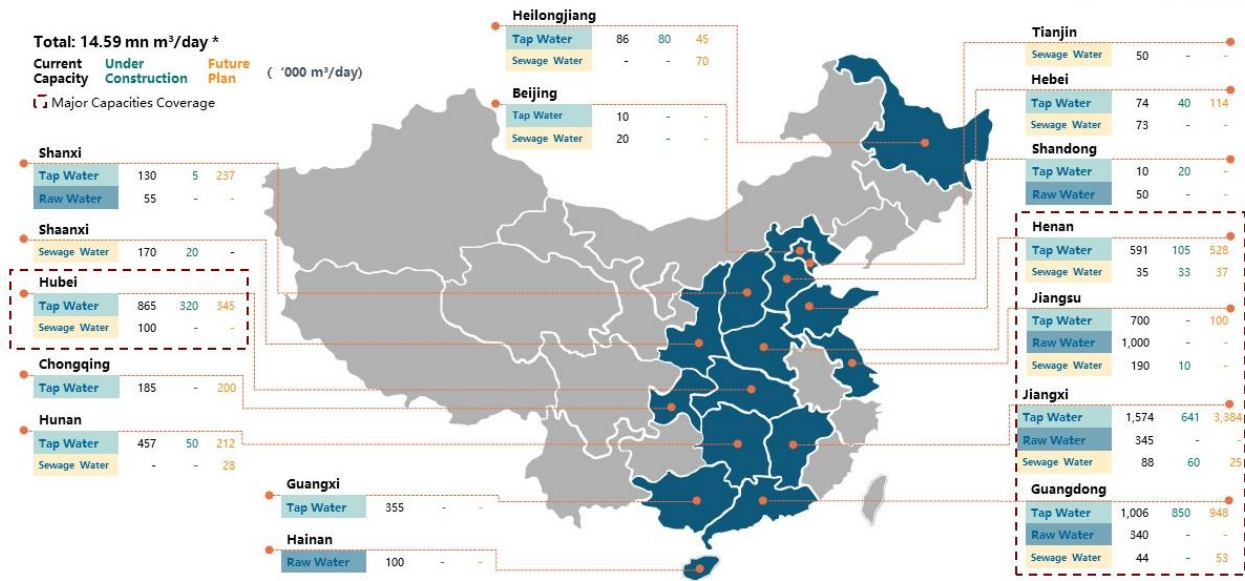 Total: 14.59 mn m³/day *
Current Capacity Under Construction Future Plan ( '000 m³/day)
Major Capacities Coverage
Shanxi
Tap Water 130 5 237
Raw Water 55 - -
Shaanxi
Sewage Water 170 20 -
Hubei
Tap Water 865 320 345
Sewage Water 100 - -
Chongqing
Tap Water 185 - 200
Hunan
Tap Water 457 50 212
Sewage Water - - 28
Heilongjiang
Tap Water 86 80 45
Sewage Water - - 70
Beijing
Tap Water 10 - -
Sewage Water 20 - -
Guangxi
Tap Water 355 - -
Hainan
Raw Water 100 - -
Tianjin
Sewage Water 50 - -
Hebei
Tap Water 74 40 114
Sewage Water 73 - -
Shandong
Tap Water 10 20 -
Raw Water 50 - -
Henan
Tap Water 591 105 528
Sewage Water 35 33 37
Jiangsu
Tap Water 700 - 100
Raw Water 1,000 - -
Sewage Water 190 10 -
Jiangxi
Tap Water 1,574 641 3,384
Raw Water 345 - -
Sewage Water 88 60 25
Guangdong
Tap Water 1,006 850 948
Raw Water 340 - -
Sewage Water 44 - 53